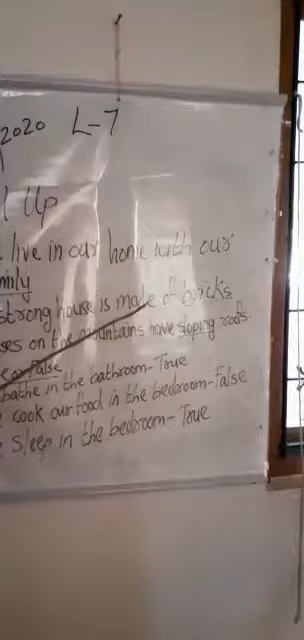 2020 L-7
Up
live in our home with our
mily
strong house is made of bricks
ses on the mountains have sloping roofs.
False
bathe in the bathroom-True
cook our food in the bedroom-False
Sleep in the bedroom-True